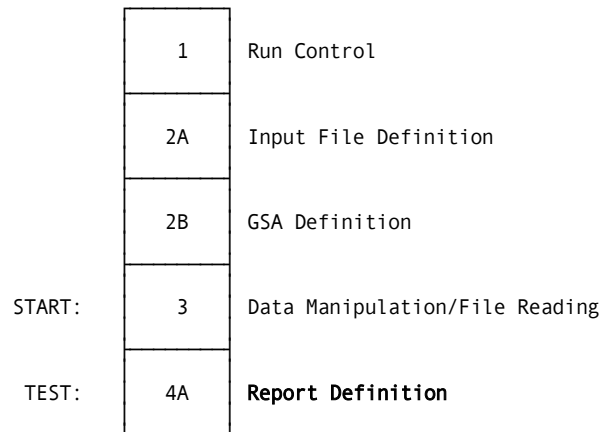 1 Run Control
2A Input File Definition
2B GSA Definition
START: 3 Data Manipulation/File Reading
TEST: 4A Report Definition